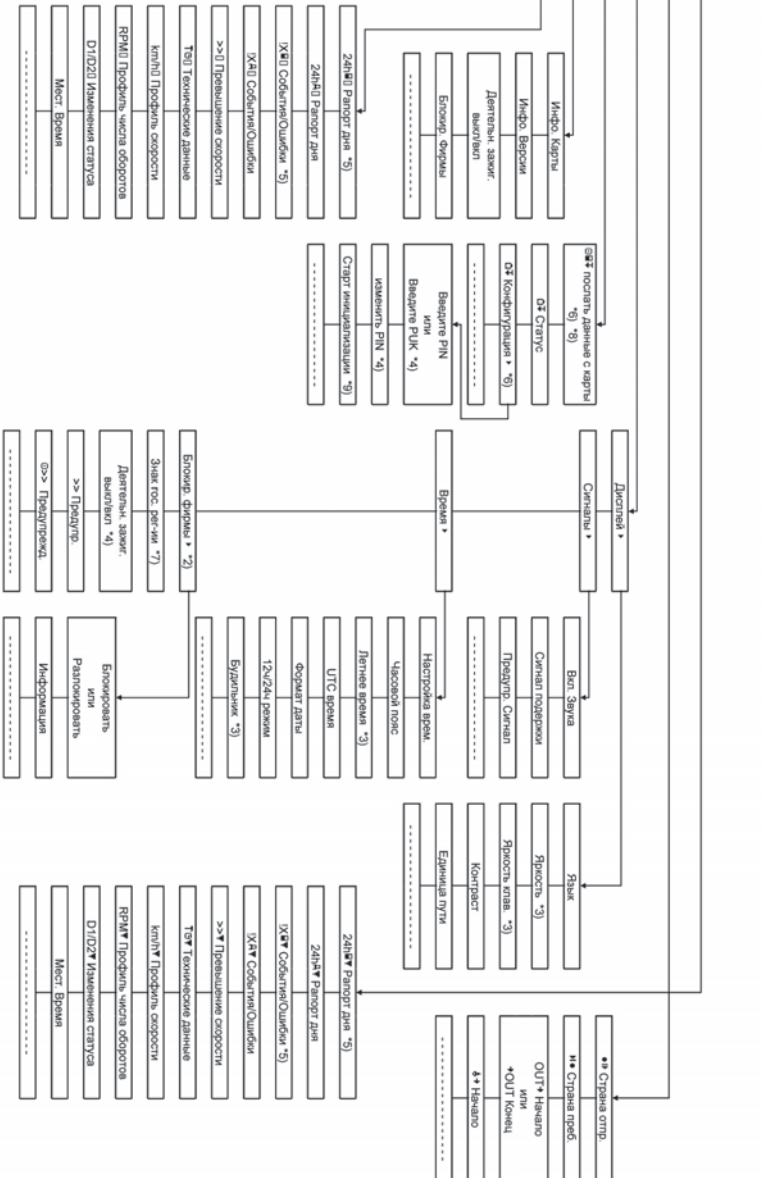 Инфо. Карты
Инфо. Версии
Деятельн. зажиг.
выкл/вкл
Блокир. Фирмы
24h Рапорт дня *5)
24h Рапорт дня
!X События/Ошибки *5)
!X События/Ошибки
>> Превышение скорости
Технические данные
km/h Профиль скорости
RPM Профиль числа оборотов
D1/D2 Изменения статуса
Мест. Время
послать данные с карты
*6) *8)
Статус
Конфигурация *6)
Введите PIN
или
Введите PUK *4)
изменить PIN *4)
Старт инициализации *9)
Дисплей
Сигналы
Время
Блокир. фирмы *2)
Знак гос. рег-ии *7)
Деятельн. зажиг.
выкл/вкл *4)
>> Предупр.
>> Предупрежд.
Вкл. Звука
Сигнал подержки
Предупр. Сигнал
Настройка врем.
Часовой пояс
Летнее время *3)
UTC время
Формат даты
12ч/24ч режим
Будильник *3)
Блокировать
или
Разлокировать
Информация
Язык
Яркость *3)
Яркость клав. *3)
Контраст
Единица пути
24h▼ Рапорт дня *5)
24h▼ Рапорт дня
!X▼ События/Ошибки *5)
!X▼ События/Ошибки
>>▼ Превышение скорости
▼ Технические данные
km/h▼ Профиль скорости
RPM▼ Профиль числа оборотов
D1/D2▼ Изменения статуса
Мест. Время
Страна отпр.
Страна преб.
OUT Начало
или
OUT Конец
Начало